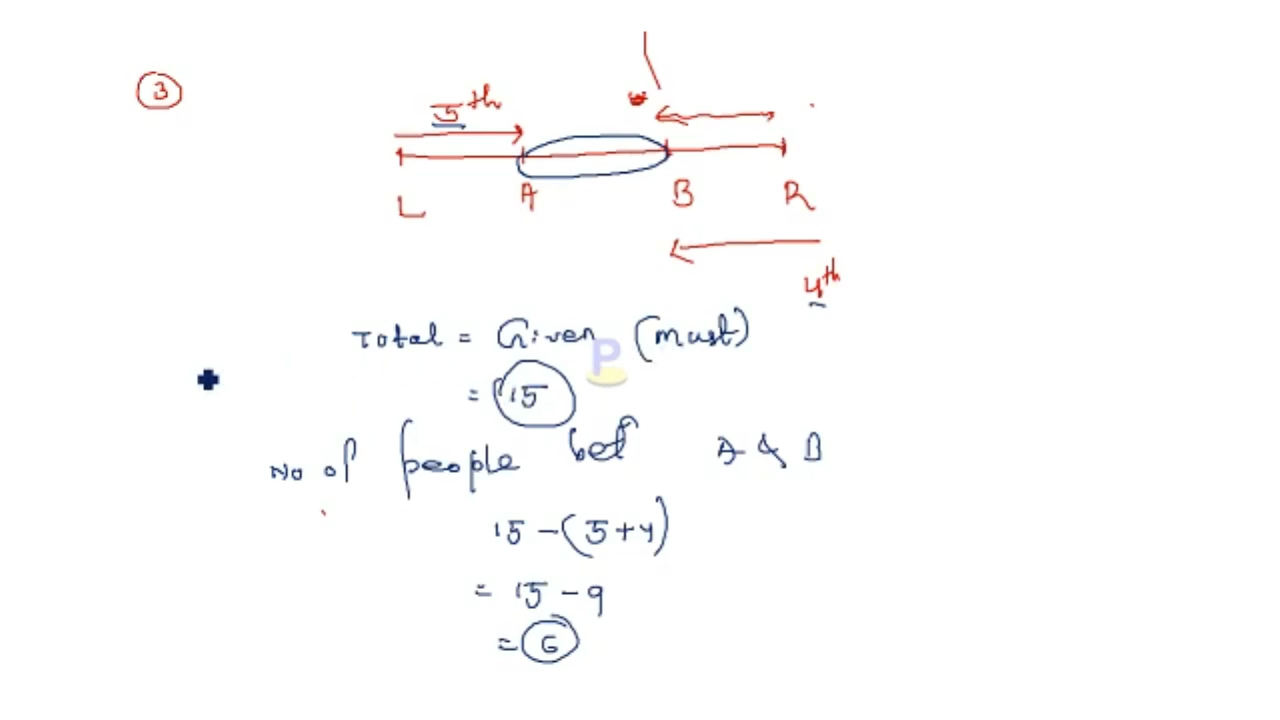 3
5th
L A B R
4th
Total = Given (must)
= 15
No of people bet A & B
15 - (5+4)
= 15 - 9
= 6
P